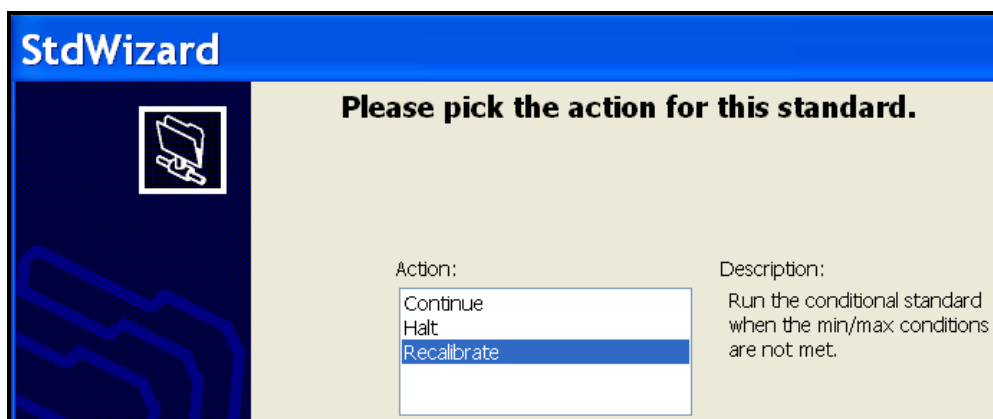 StdWizard
Please pick the action for this standard.
Action:
Continue
Halt
Recalibrate
Description:
Run the conditional standard
when the min/max conditions
are not met.